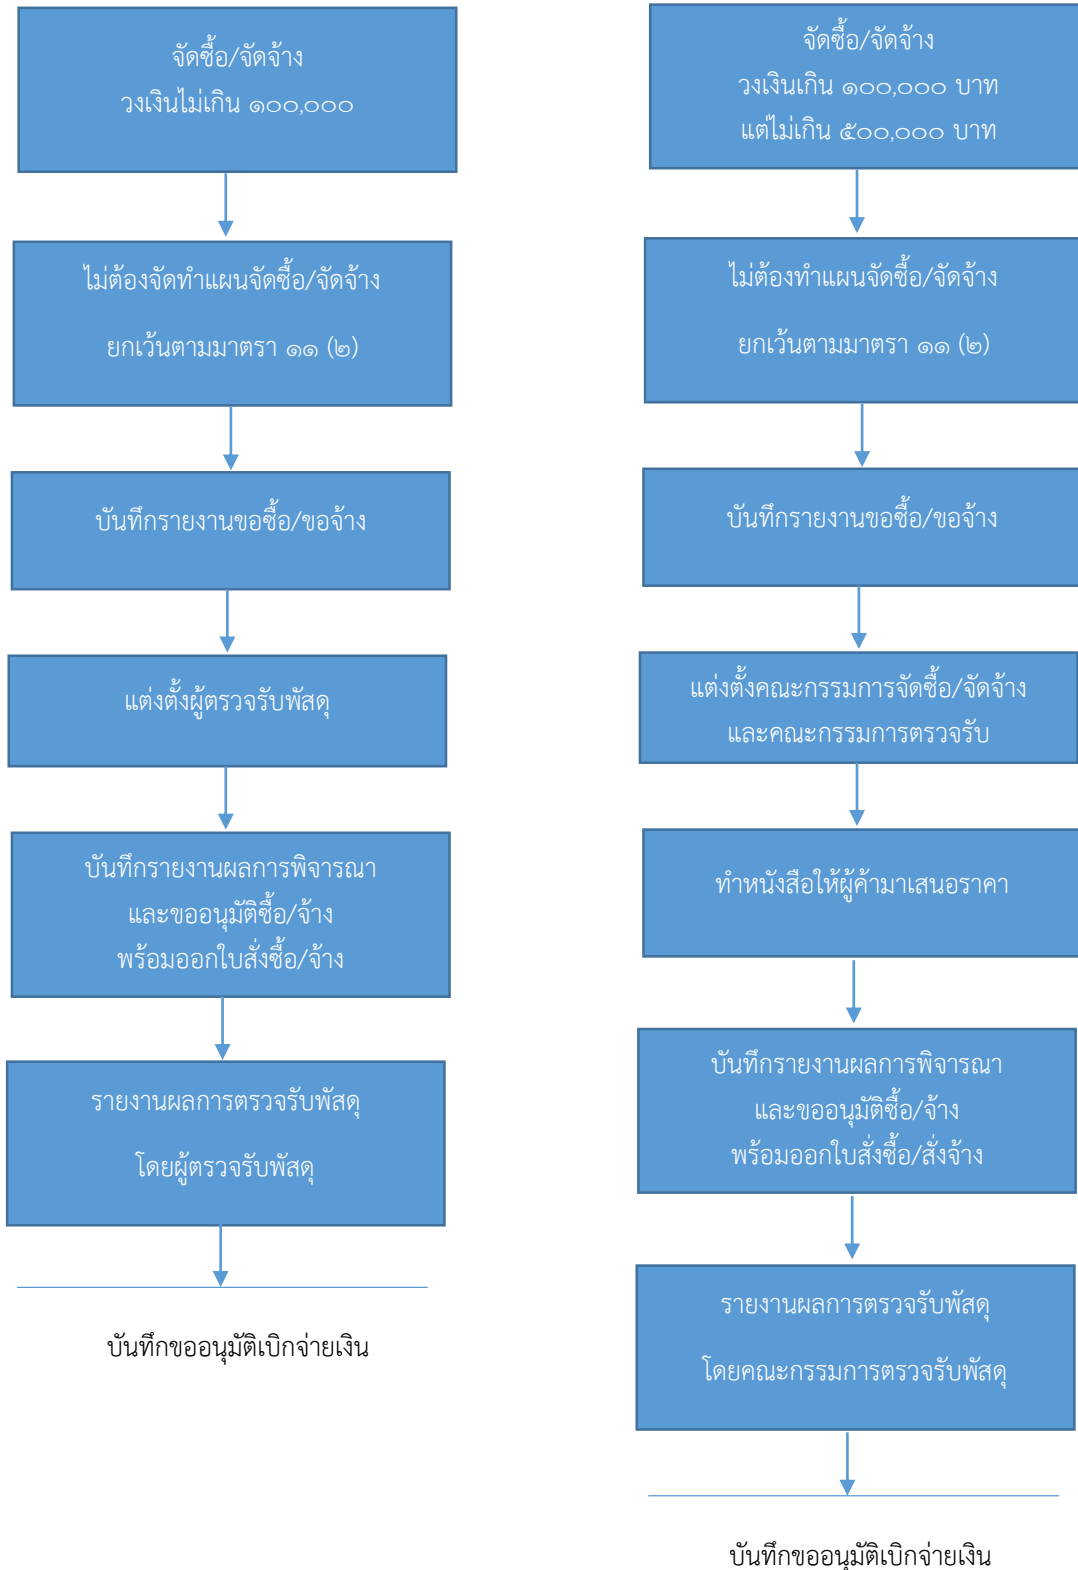 จัดซื้อ/จัดจ้าง
วงเงินไม่เกิน ๑๐๐,๐๐๐
ไม่ต้องจัดทำแผนจัดซื้อ/จัดจ้าง
ยกเว้นตามมาตรา ๑๑ (๒)
บันทึกรายงานขอซื้อ/ขอจ้าง
แต่งตั้งผู้ตรวจรับพัสดุ
บันทึกรายงานผลการพิจารณา
และขออนุมัติซื้อ/จ้าง
พร้อมออกใบสั่งซื้อ/จ้าง
รายงานผลการตรวจรับพัสดุ
โดยผู้ตรวจรับพัสดุ
บันทึกขออนุมัติเบิกจ่ายเงิน
จัดซื้อ/จัดจ้าง
วงเงินเกิน ๑๐๐,๐๐๐ บาท
แต่ไม่เกิน ๕๐๐,๐๐๐ บาท
ไม่ต้องทำแผนจัดซื้อ/จัดจ้าง
ยกเว้นตามมาตรา ๑๑ (๒)
บันทึกรายงานขอซื้อ/ขอจ้าง
แต่งตั้งคณะกรรมการจัดซื้อ/จัดจ้าง
และคณะกรรมการตรวจรับ
ทำหนังสือให้ผู้ค้ามาเสนอราคา
บันทึกรายงานผลการพิจารณา
และขออนุมัติซื้อ/จ้าง
พร้อมออกใบสั่งซื้อ/สั่งจ้าง
รายงานผลการตรวจรับพัสดุ
โดยคณะกรรมการตรวจรับพัสดุ
บันทึกขออนุมัติเบิกจ่ายเงิน